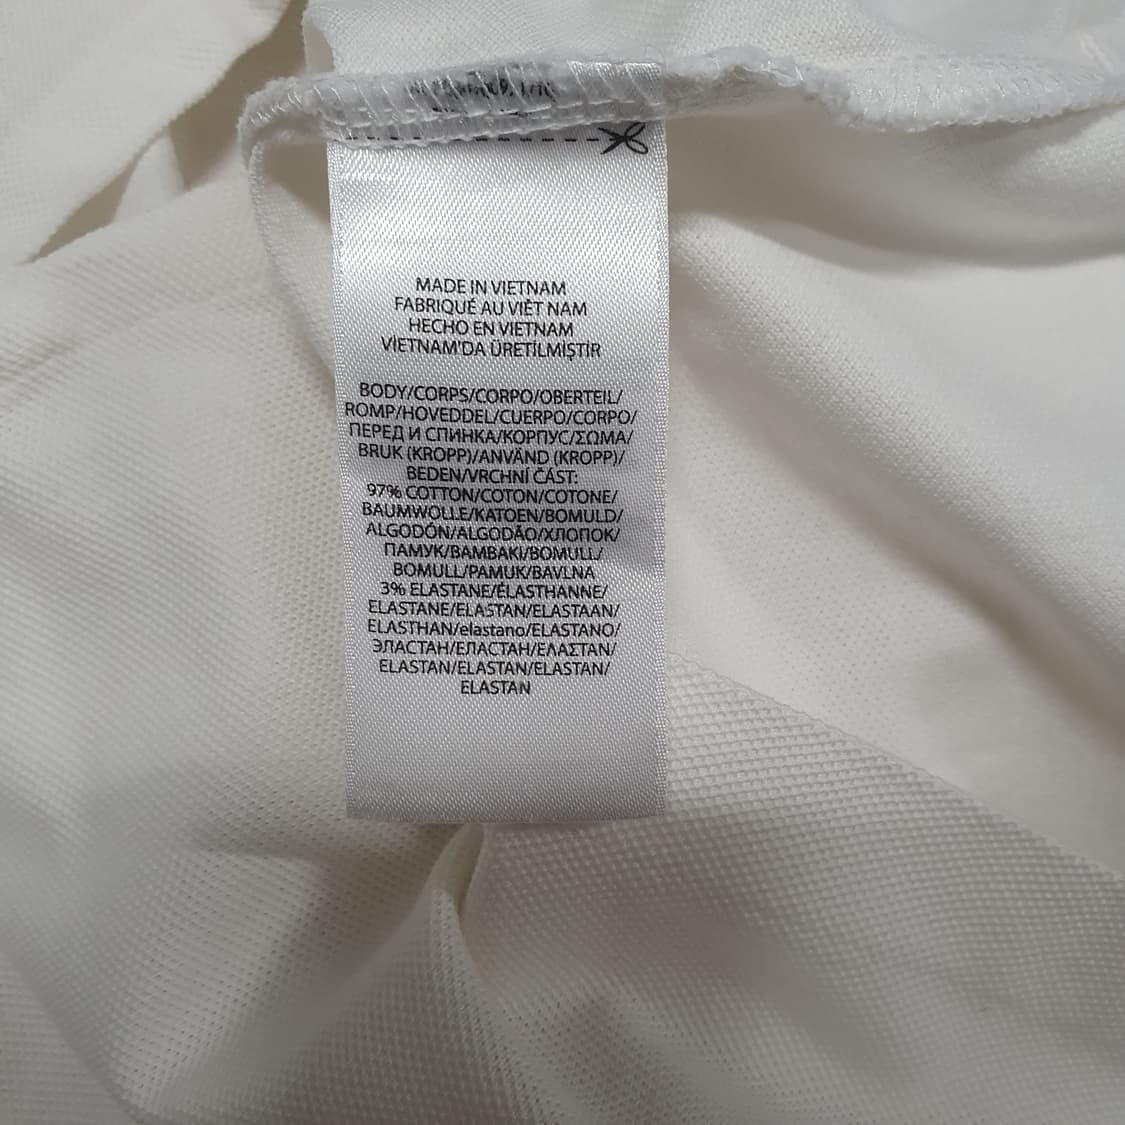 MADE IN VIETNAM
FABRIQUÉ AU VIÊT NAM
HECHO EN VIETNAM
VİETNAM'DA ÜRETİLMİŞTİR
BODY/CORPS/CORPO/OBERTEIL/
ROMP/HOVEDDEL/CUERPO/CORPO/
ПЕРЕД И СПИНКА/КОРПУС/ΣΩΜΑ/
BRUK (KROPP)/ANVÄND (KROPP)/
BEDEN/VRCHNÍ ČÁST:
97% COTTON/COTON/COTONE/
BAUMWOLLE/KATOEN/BOMULD/
ALGODÓN/ALGODÃO/ХЛОПОК/
ПАМУК/ΒΑΜΒΑΚΙ/BOMULL/
BOMULL/PAMUK/BAVLNA
3% ELASTANE/ÉLASTHANNE/
ELASTANE/ELASTAN/ELASTAAN/
ELASTHAN/elastano/ELASTANO/
ЭЛАСТАН/ЕЛАСТАН/ΕΛΑΣΤΑΝ/
ELASTAN/ELASTAN/ELASTAN/
ELASTAN